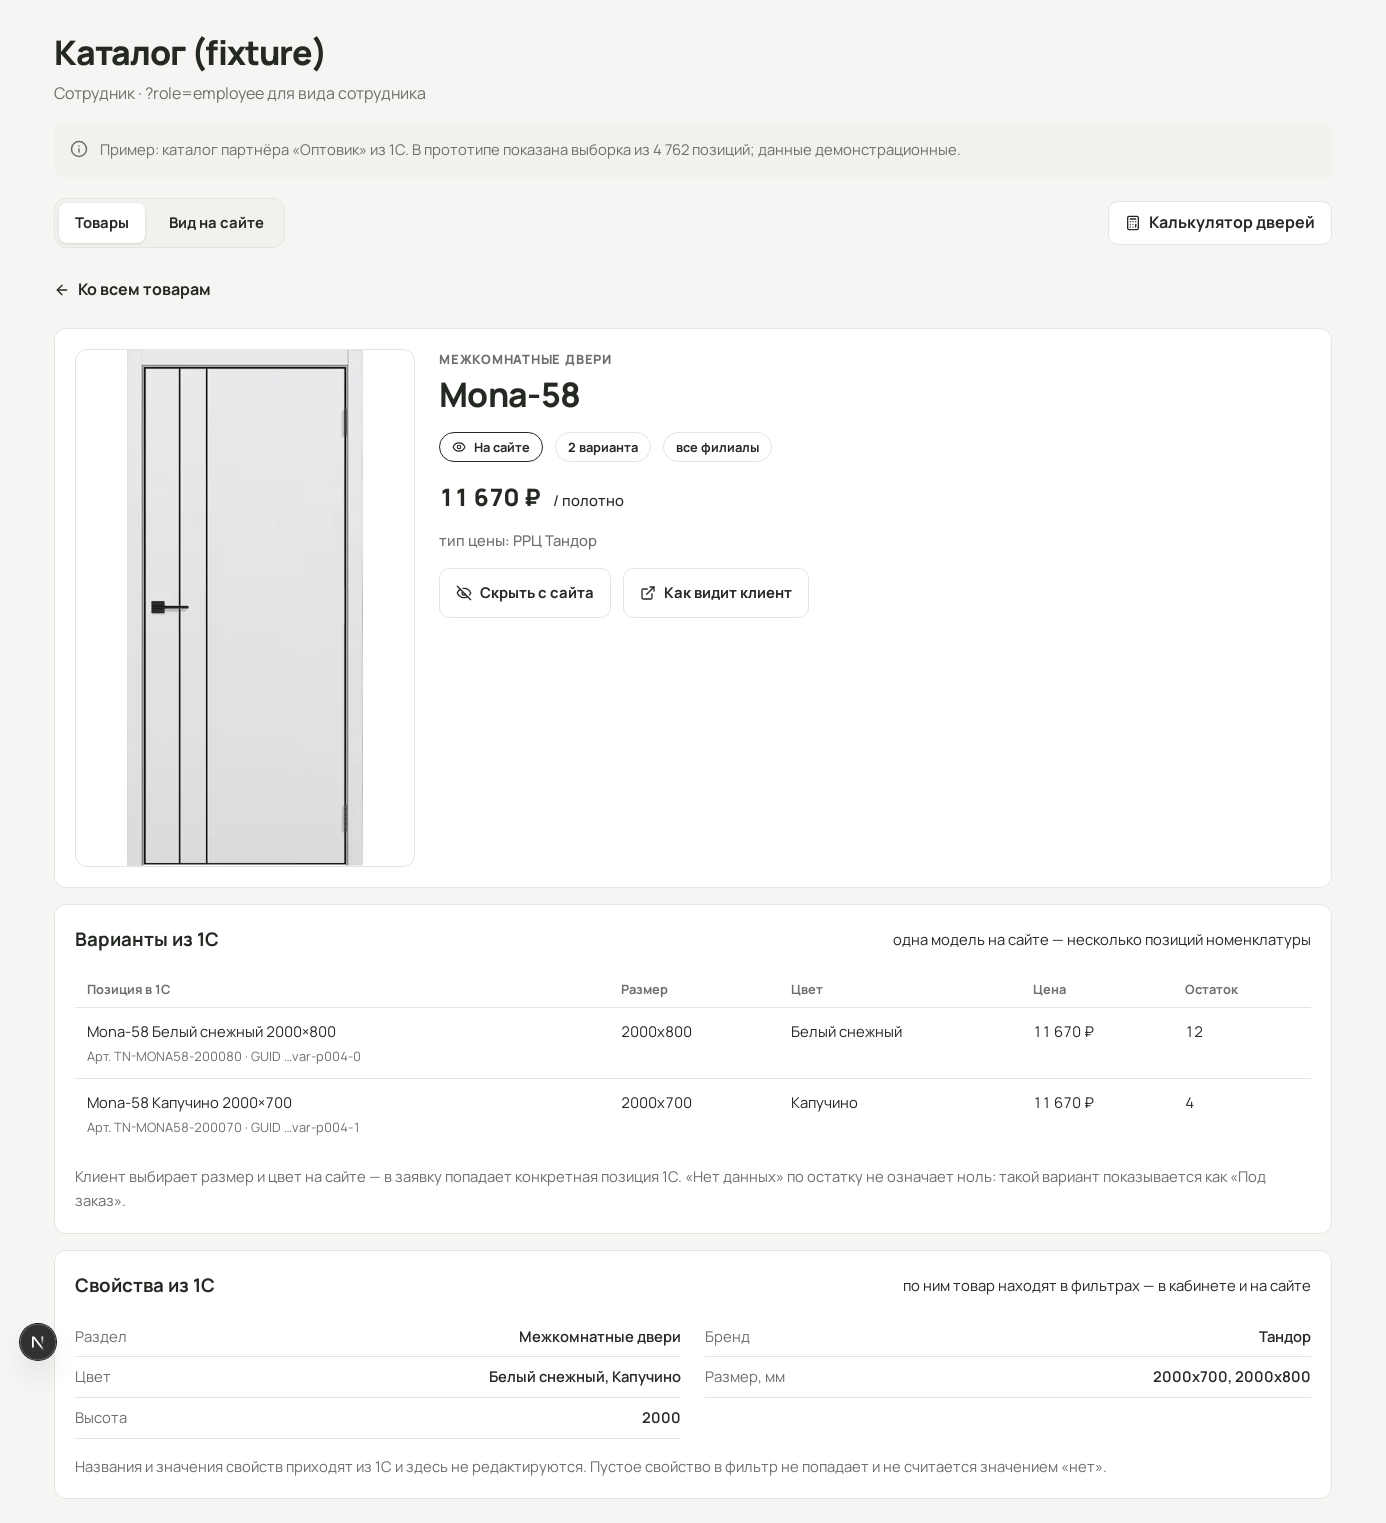 Каталог (fixture)
Сотрудник · ?role=employee для вида сотрудника
Пример: каталог партнёра «Оптовик» из 1С. В прототипе показана выборка из 4 762 позиций; данные демонстрационные.
Товары
Вид на сайте
Калькулятор дверей
Ко всем товарам
МЕЖКОМНАТНЫЕ ДВЕРИ
Mona-58
На сайте
2 варианта
все филиалы
11 670 ₽ / полотно
тип цены: РРЦ Тандор
Скрыть с сайта
Как видит клиент
Варианты из 1С
одна модель на сайте — несколько позиций номенклатуры
Позиция в 1С Размер Цвет Цена Остаток
Mona-58 Белый снежный 2000×800 2000x800 Белый снежный 11 670 ₽ 12
Арт. TN-MONA58-200080 · GUID …var-p004-0
Mona-58 Капучино 2000×700 2000x700 Капучино 11 670 ₽ 4
Арт. TN-MONA58-200070 · GUID …var-p004-1
Клиент выбирает размер и цвет на сайте — в заявку попадает конкретная позиция 1С. «Нет данных» по остатку не означает ноль: такой вариант показывается как «Под
заказ».
Свойства из 1С
по ним товар находят в фильтрах — в кабинете и на сайте
Раздел Межкомнатные двери
Бренд Тандор
Цвет Белый снежный, Капучино
Размер, мм 2000x700, 2000x800
Высота 2000
Названия и значения свойств приходят из 1С и здесь не редактируются. Пустое свойство в фильтр не попадает и не считается значением «нет».
N